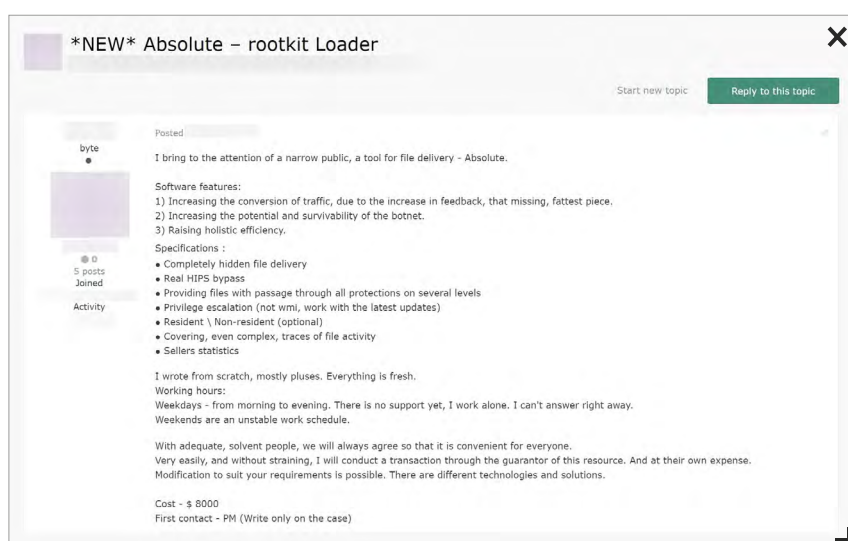 *NEW* Absolute – rootkit Loader
Start new topic
Reply to this topic
byte
0
5 posts
Joined
Activity
Posted
I bring to the attention of a narrow public, a tool for file delivery - Absolute.
Software features:
1) Increasing the conversion of traffic, due to the increase in feedback, that missing, fattest piece.
2) Increasing the potential and survivability of the botnet.
3) Raising holistic efficiency.
Specifications :
• Completely hidden file delivery
• Real HIPS bypass
• Providing files with passage through all protections on several levels
• Privilege escalation (not wmi, work with the latest updates)
• Resident \ Non-resident (optional)
• Covering, even complex, traces of file activity
• Sellers statistics
I wrote from scratch, mostly pluses. Everything is fresh.
Working hours:
Weekdays - from morning to evening. There is no support yet, I work alone. I can't answer right away.
Weekends are an unstable work schedule.
With adequate, solvent people, we will always agree so that it is convenient for everyone.
Very easily, and without straining, I will conduct a transaction through the guarantor of this resource. And at their own expense.
Modification to suit your requirements is possible. There are different technologies and solutions.
Cost - $ 8000
First contact - PM (Write only on the case)